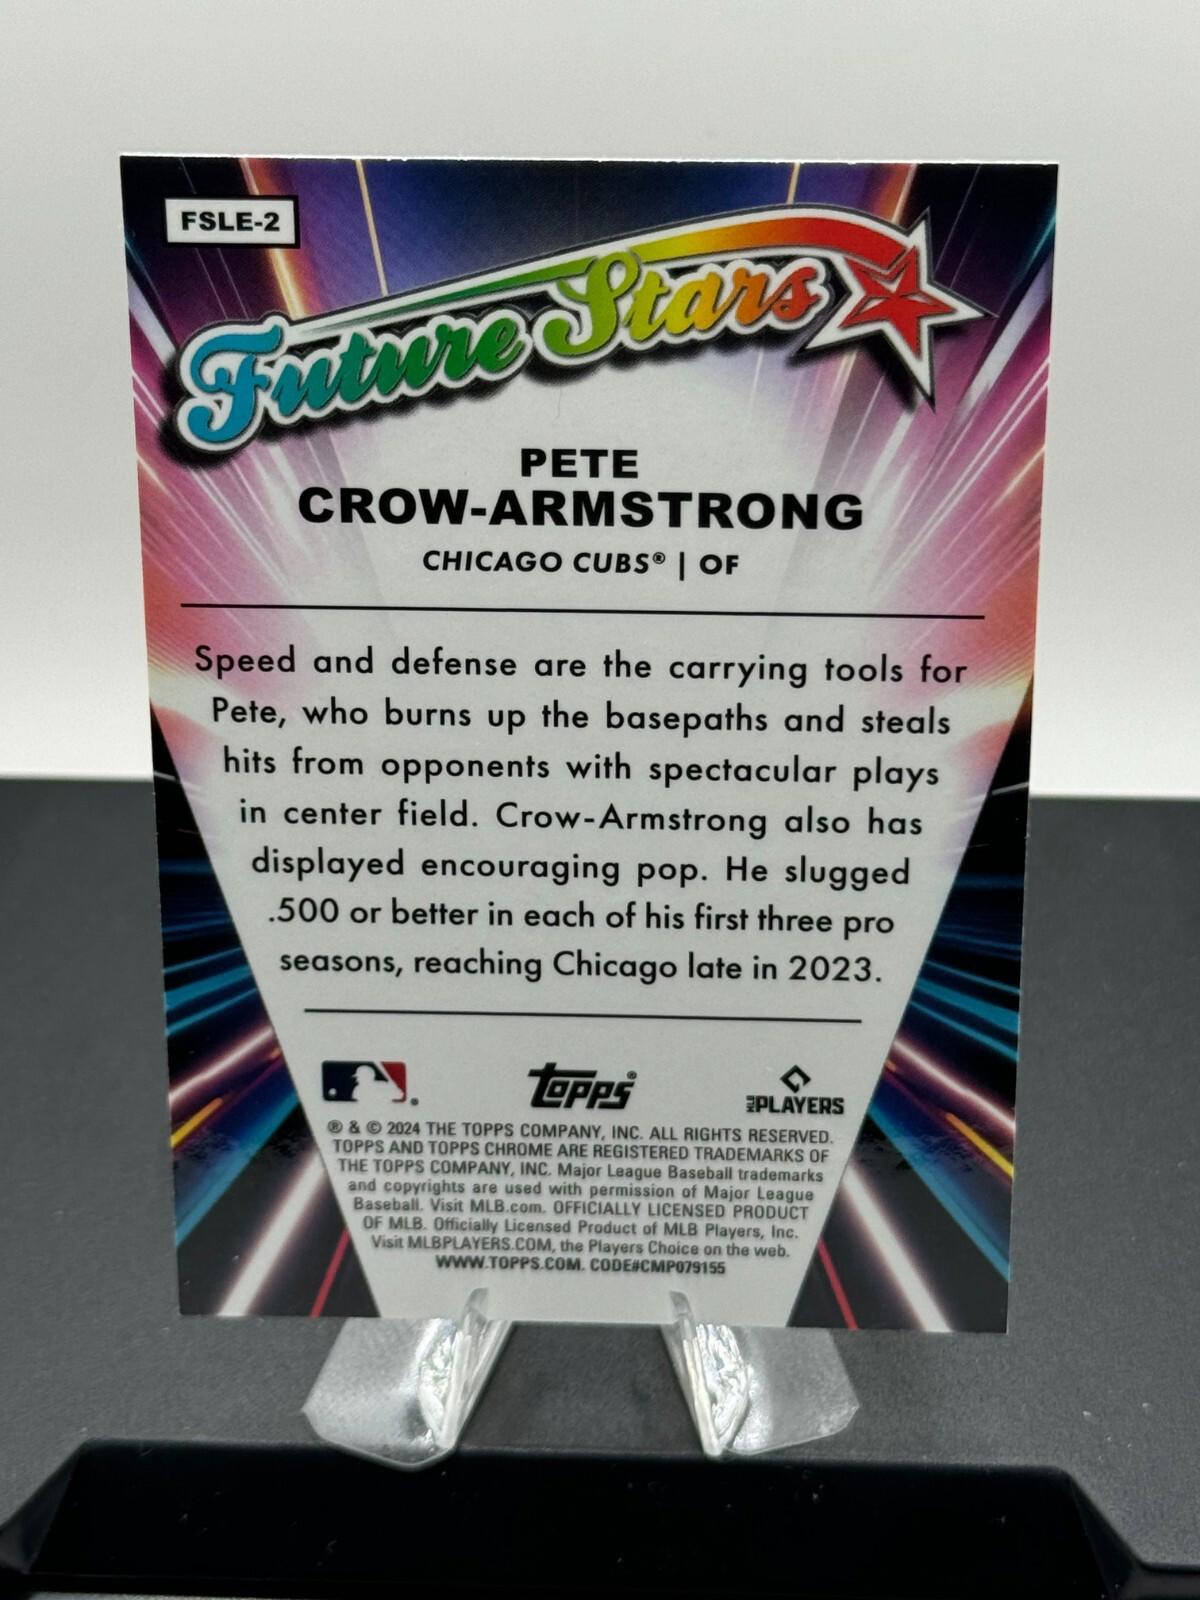 FSLE-2
Future Stars
PETE
CROW-ARMSTRONG
CHICAGO CUBS® | OF
Speed and defense are the carrying tools for
Pete, who burns up the basepaths and steals
hits from opponents with spectacular plays
in center field. Crow-Armstrong also has
displayed encouraging pop. He slugged
.500 or better in each of his first three pro
seasons, reaching Chicago late in 2023.
topps® MLB PLAYERS
® & © 2024 THE TOPPS COMPANY, INC. ALL RIGHTS RESERVED.
TOPPS AND TOPPS CHROME ARE REGISTERED TRADEMARKS OF
THE TOPPS COMPANY, INC. Major League Baseball trademarks
and copyrights are used with permission of Major League
Baseball. Visit MLB.com. OFFICIALLY LICENSED PRODUCT
OF MLB. Officially Licensed Product of MLB Players, Inc.
Visit MLBPLAYERS.COM, the Players Choice on the web.
WWW.TOPPS.COM. CODE#CMP079155